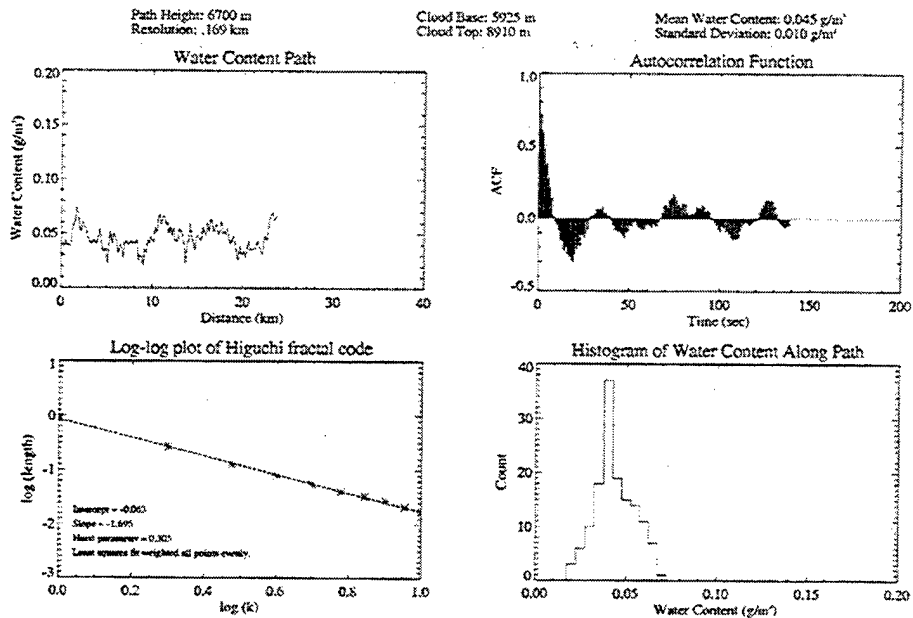 Path Height: 6700 m
Resolution: .169 km
Cloud Base: 5925 m
Cloud Top: 8910 m
Mean Water Content: 0.045 g/m³
Standard Deviation: 0.010 g/m³
Water Content Path
0.20
0.15
0.10
0.05
0.00
Water Content (g/m³)
0 10 20 30 40
Distance (km)
Autocorrelation Function
1.0
0.5
0.0
-0.5
ACF
0 50 100 150 200
Time (sec)
Log-log plot of Higuchi fractal code
1
0
-1
-2
-3
log (length)
Intercept = -0.063
Slope = -1.695
Hurst parameter = 0.305
Least squares fit weighted all points evenly.
0.0 0.2 0.4 0.6 0.8 1.0
log (k)
Histogram of Water Content Along Path
40
30
20
10
0
Count
0.00 0.05 0.10 0.15 0.20
Water Content (g/m³)